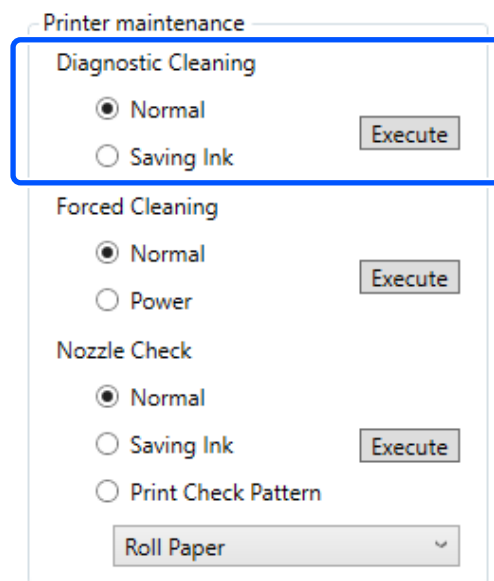 Printer maintenance
Diagnostic Cleaning
Normal
Execute
Saving Ink
Forced Cleaning
Normal
Execute
Power
Nozzle Check
Normal
Saving Ink
Execute
Print Check Pattern
Roll Paper